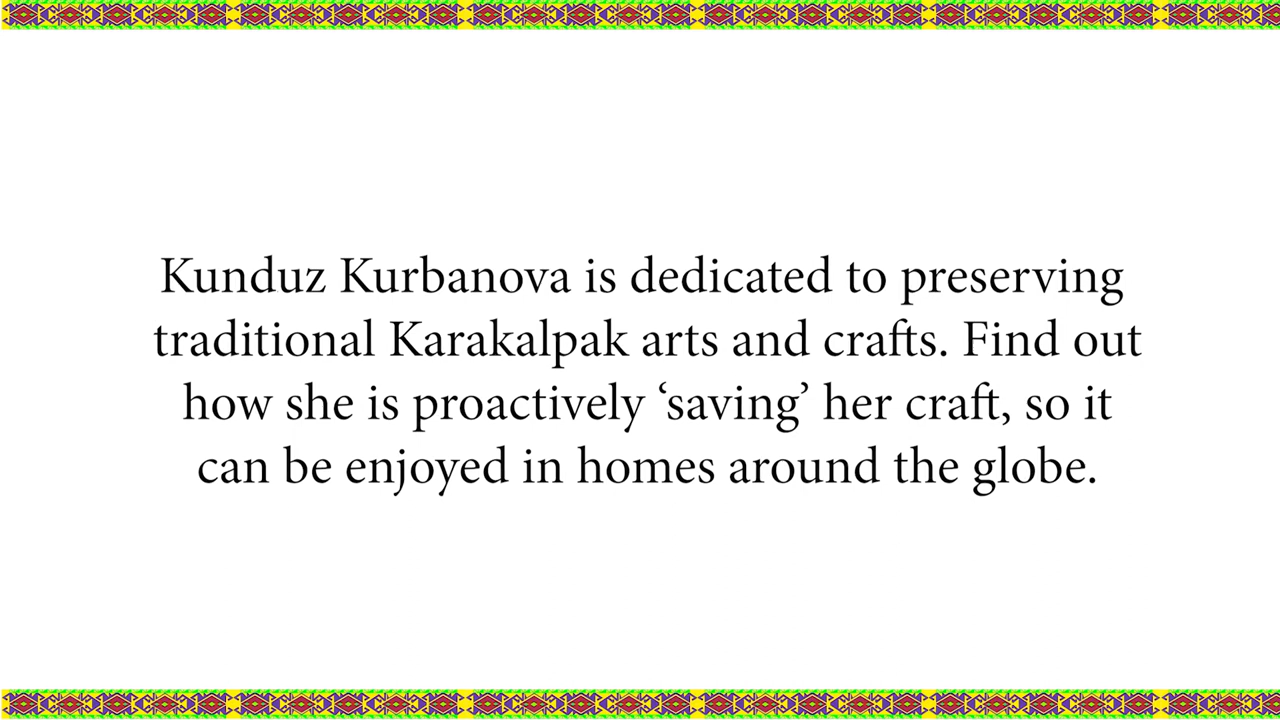 Kunduz Kurbanova is dedicated to preserving
traditional Karakalpak arts and crafts. Find out
how she is proactively ‘saving’ her craft, so it
can be enjoyed in homes around the globe.